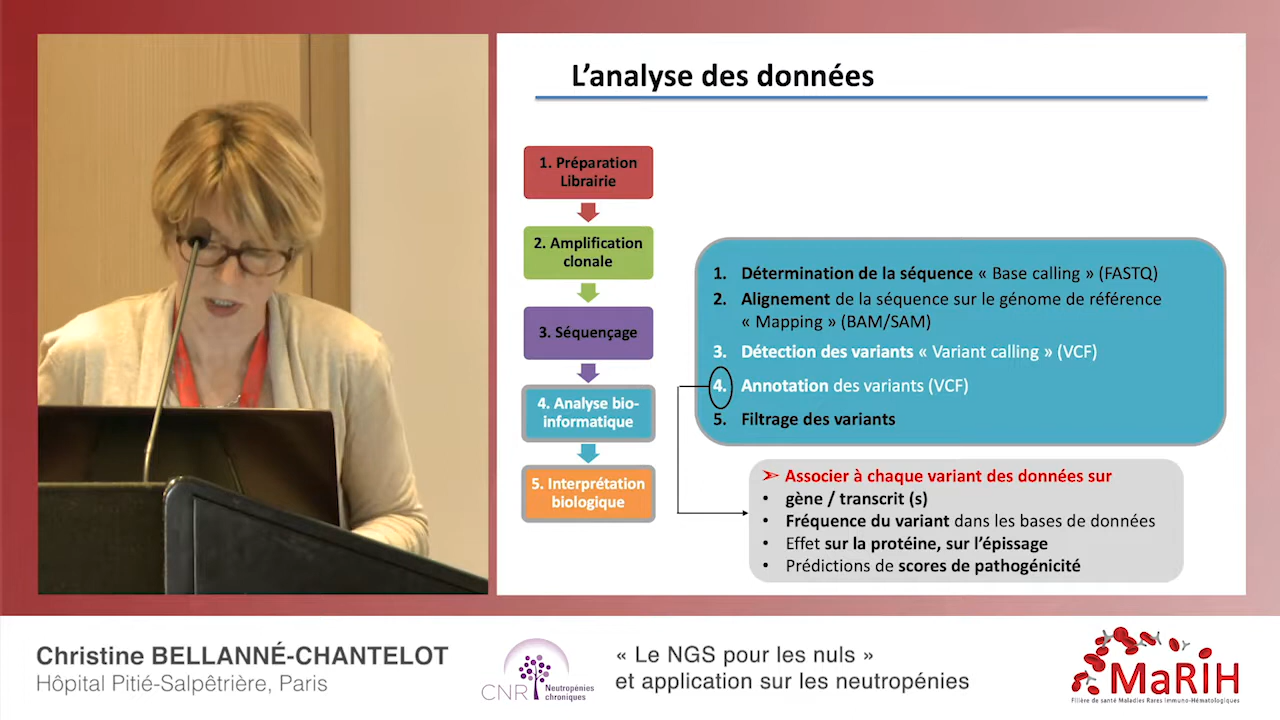 L'analyse des données
1. Préparation
Librairie
2. Amplification
clonale
3. Séquençage
4. Analyse bio-
informatique
5. Interprétation
biologique
1. Détermination de la séquence « Base calling » (FASTQ)
2. Alignement de la séquence sur le génome de référence
« Mapping » (BAM/SAM)
3. Détection des variants « Variant calling » (VCF)
4. Annotation des variants (VCF)
5. Filtrage des variants
➢ Associer à chaque variant des données sur
• gène / transcrit (s)
• Fréquence du variant dans les bases de données
• Effet sur la protéine, sur l'épissage
• Prédictions de scores de pathogénicité
Christine BELLANNÉ-CHANTELOT
Hôpital Pitié-Salpêtrière, Paris
CNR Neutropénies
chroniques
« Le NGS pour les nuls »
et application sur les neutropénies
MaRIH
Filière de santé Maladies Rares Immuno-Hématologiques